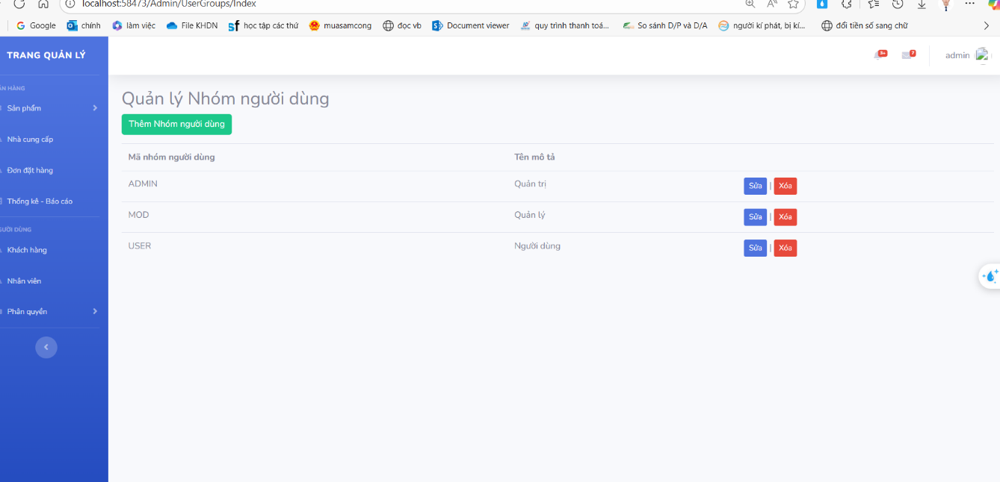 localhost:58473/Admin/UserGroups/Index
Google chính làm việc File KHDN học tập các thứ muasamcong đọc vb Document viewer quy trình thanh toá... So sánh D/P và D/A người kí phát, bị kí... đổi tiền số sang chữ
TRANG QUẢN LÝ
3+ 7 admin
ÁN HÀNG
Sản phẩm
Nhà cung cấp
Đơn đặt hàng
Thống kê - Báo cáo
GƯỜI DÙNG
Khách hàng
Nhân viên
Phân quyền
Quản lý Nhóm người dùng
Thêm Nhóm người dùng
Mã nhóm người dùng Tên mô tả
ADMIN Quản trị Sửa | Xóa
MOD Quản lý Sửa | Xóa
USER Người dùng Sửa | Xóa